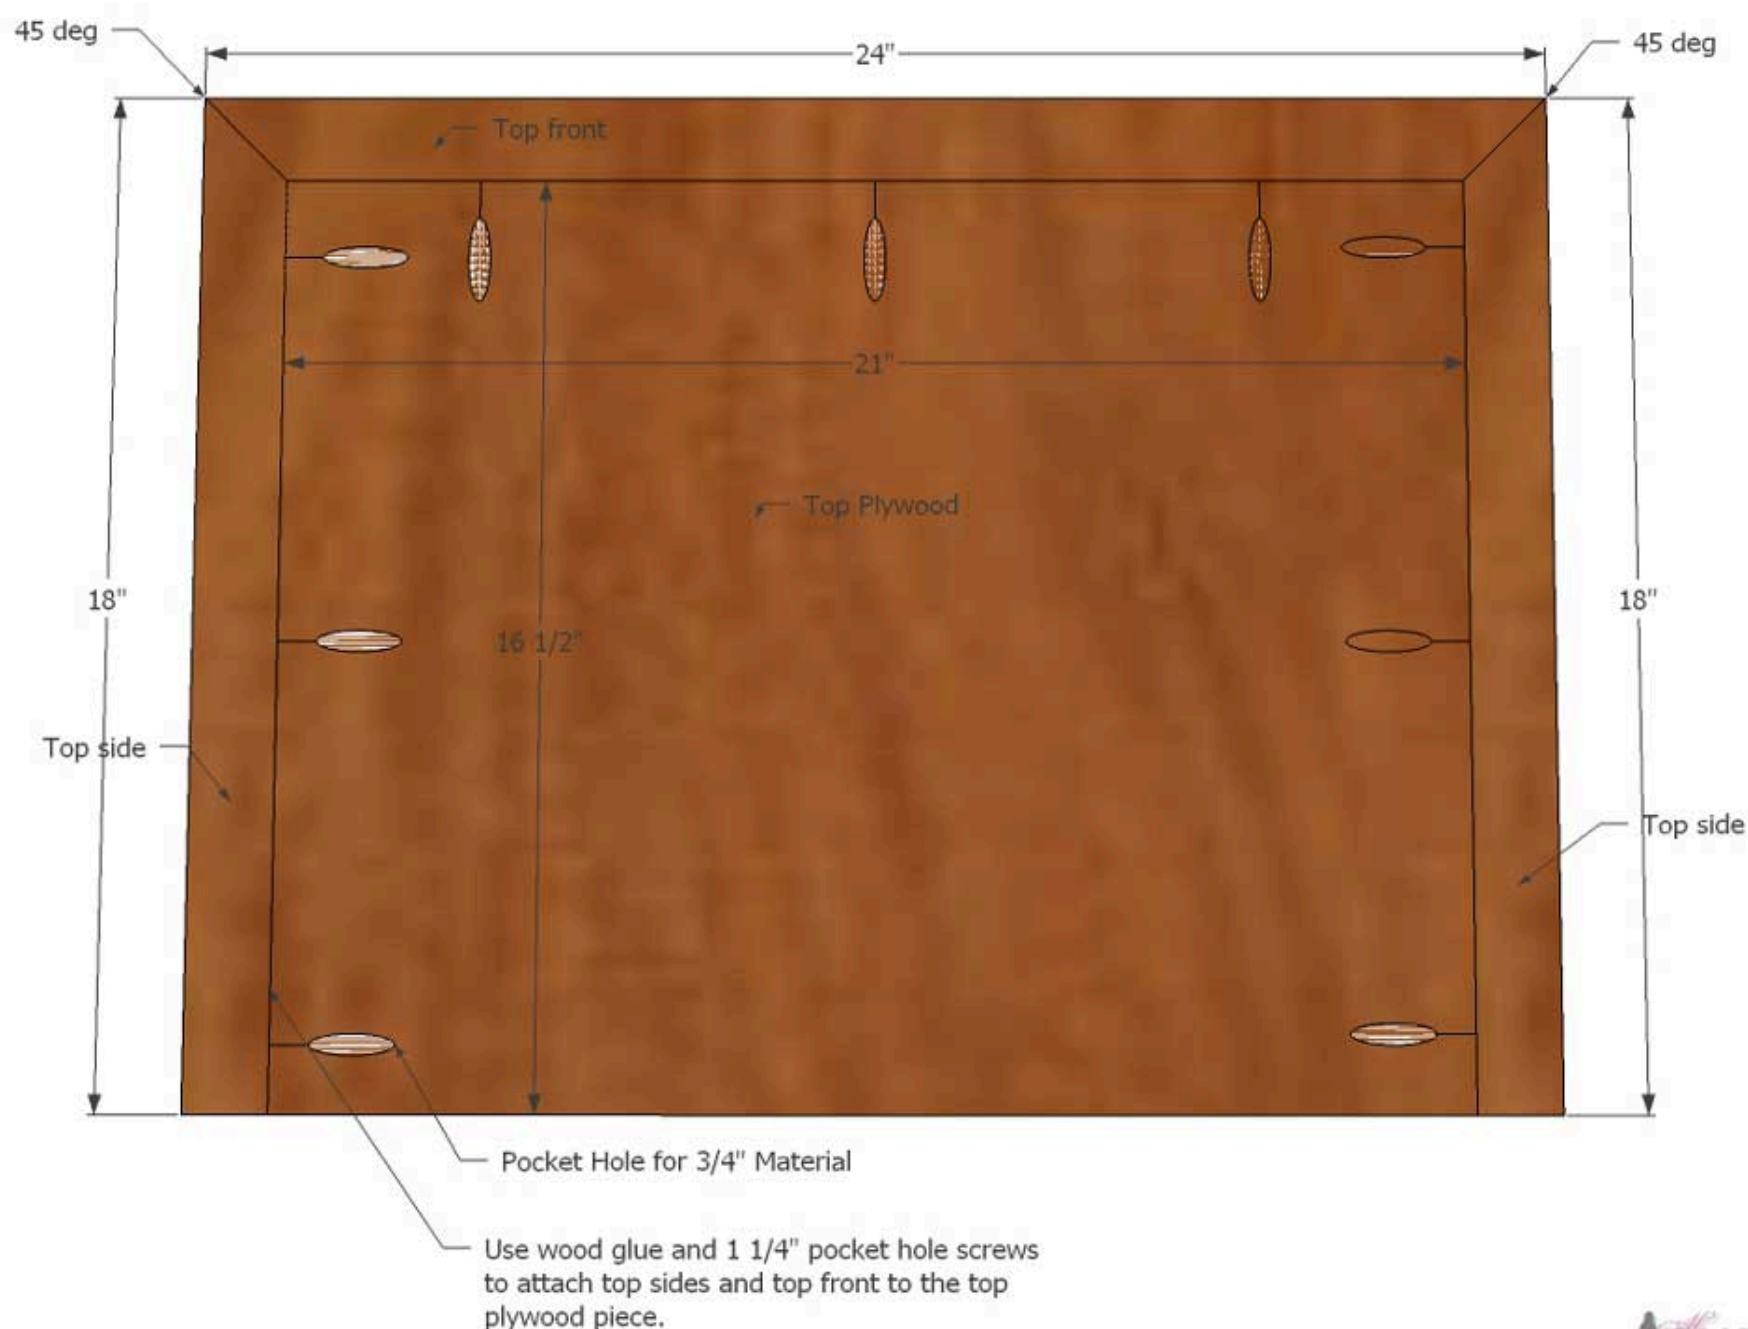 45 deg
24"
45 deg
Top front
21"
Top Plywood
18"
18"
16 1/2"
Top side
Top side
Pocket Hole for 3/4" Material
Use wood glue and 1 1/4" pocket hole screws
to attach top sides and top front to the top
plywood piece.